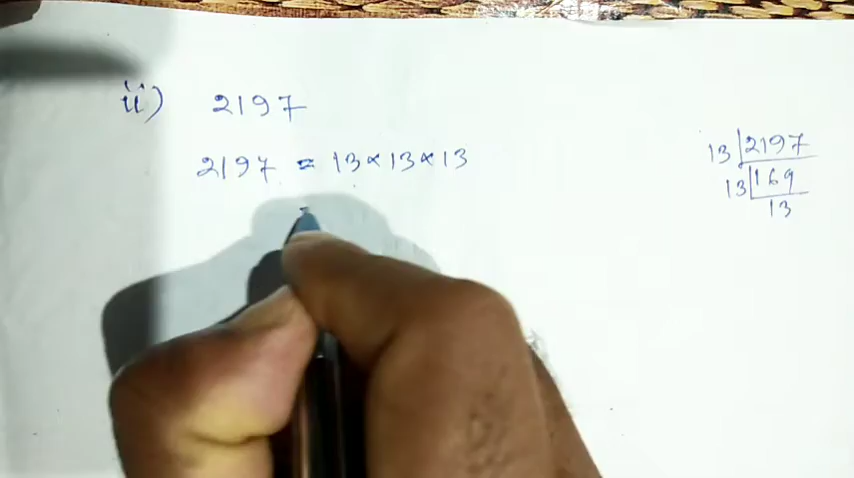 ii) 2197
2197 = 13 × 13 × 13
13 | 2197
13 | 169
13